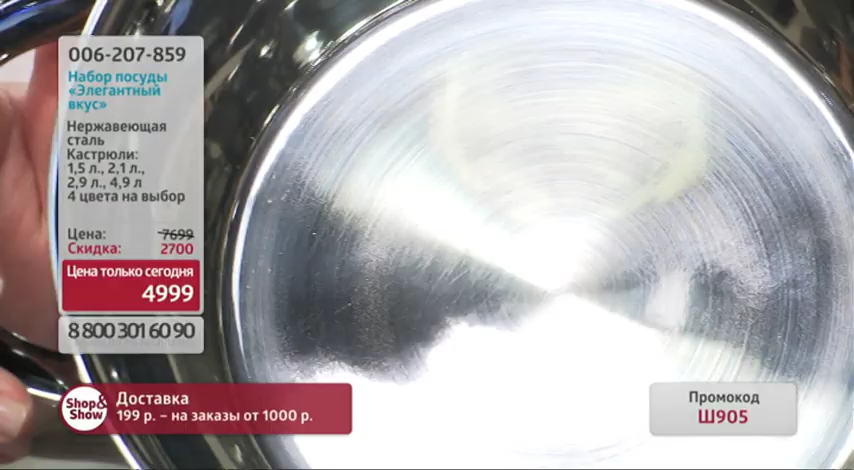 006-207-859
Набор посуды
«Элегантный
вкус»
Нержавеющая
сталь
Кастрюли:
1,5 л., 2,1 л.,
2,9 л., 4,9 л
4 цвета на выбор
Цена: 7699
Скидка: 2700
Цена только сегодня
4999
8 800 301 60 90
Shop&
Show
Доставка
199 р. – на заказы от 1000 р.
Промокод
Ш905